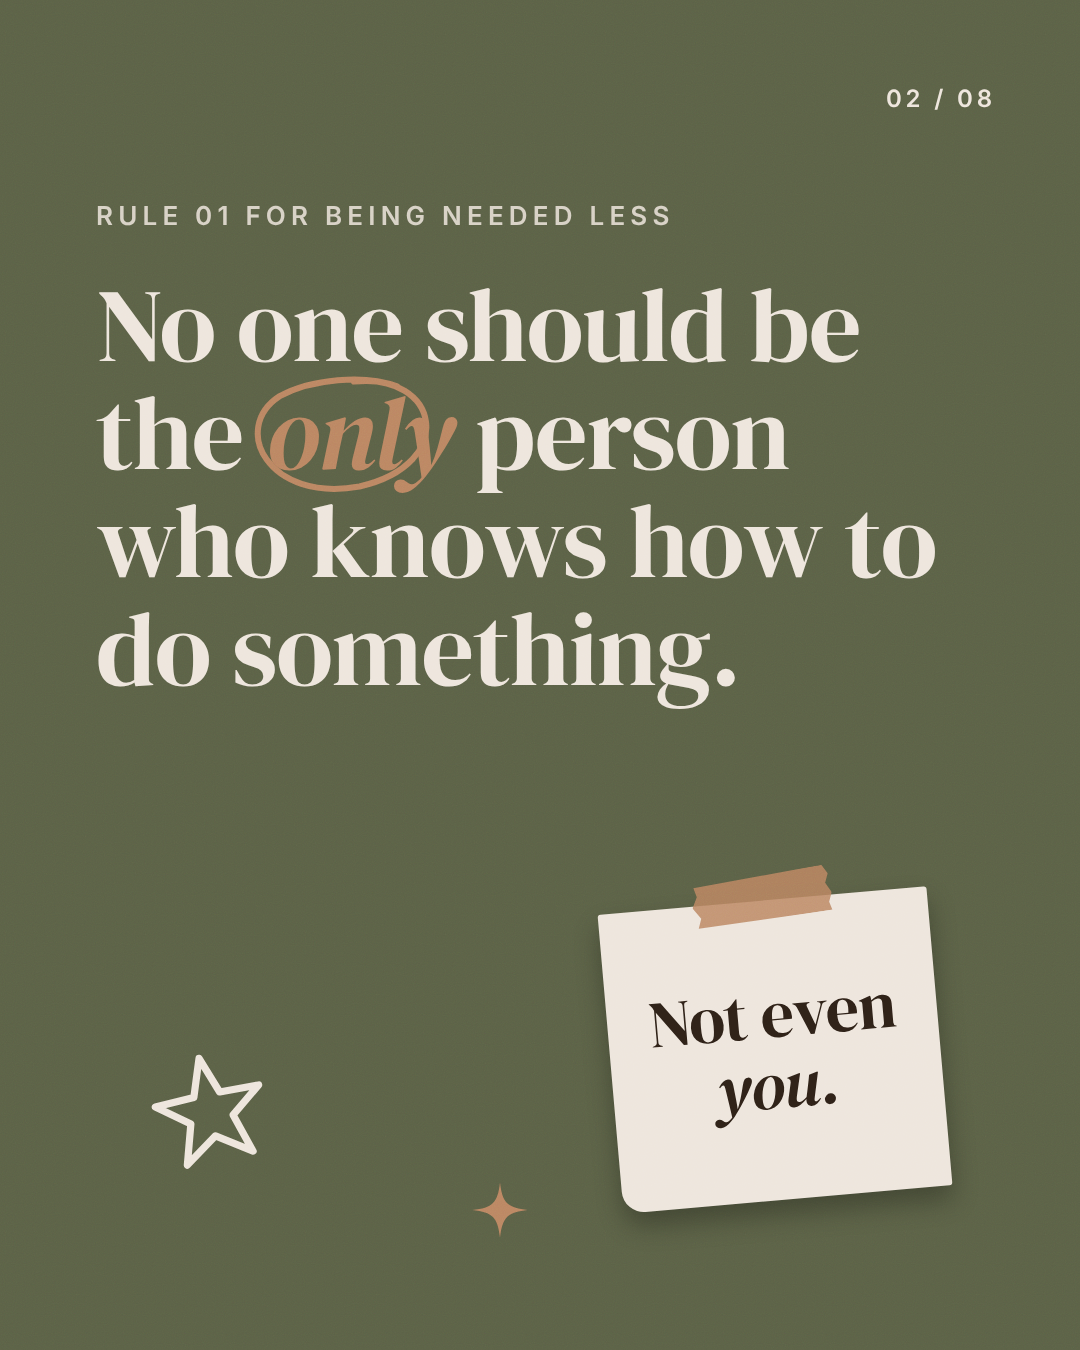 02 / 08
RULE 01 FOR BEING NEEDED LESS
No one should be
the only person
who knows how to
do something.
Not even
you.